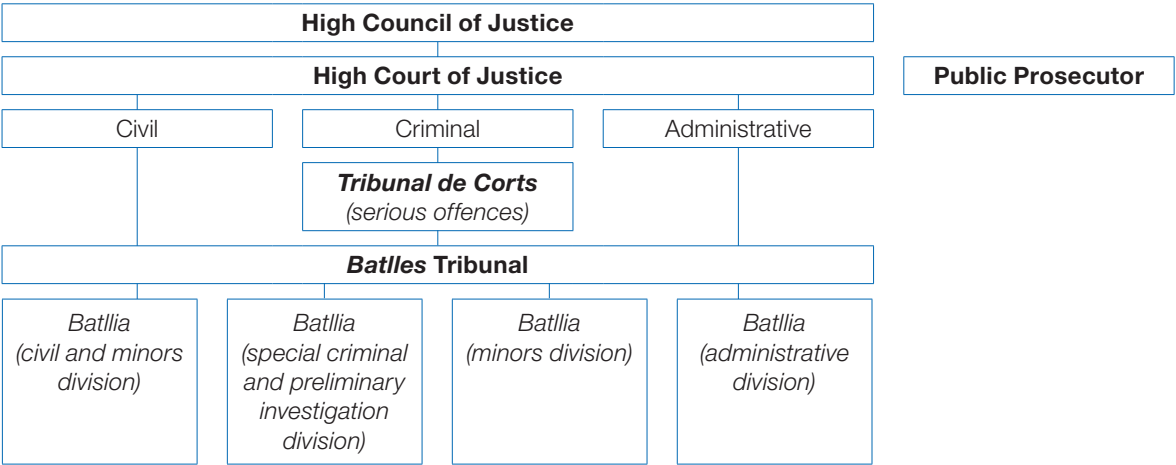 High Council of Justice
High Court of Justice
Public Prosecutor
Civil
Criminal
Administrative
Tribunal de Corts
(serious offences)
Batlles Tribunal
Batllia
(civil and minors
division)
Batllia
(special criminal
and preliminary
investigation
division)
Batllia
(minors division)
Batllia
(administrative
division)